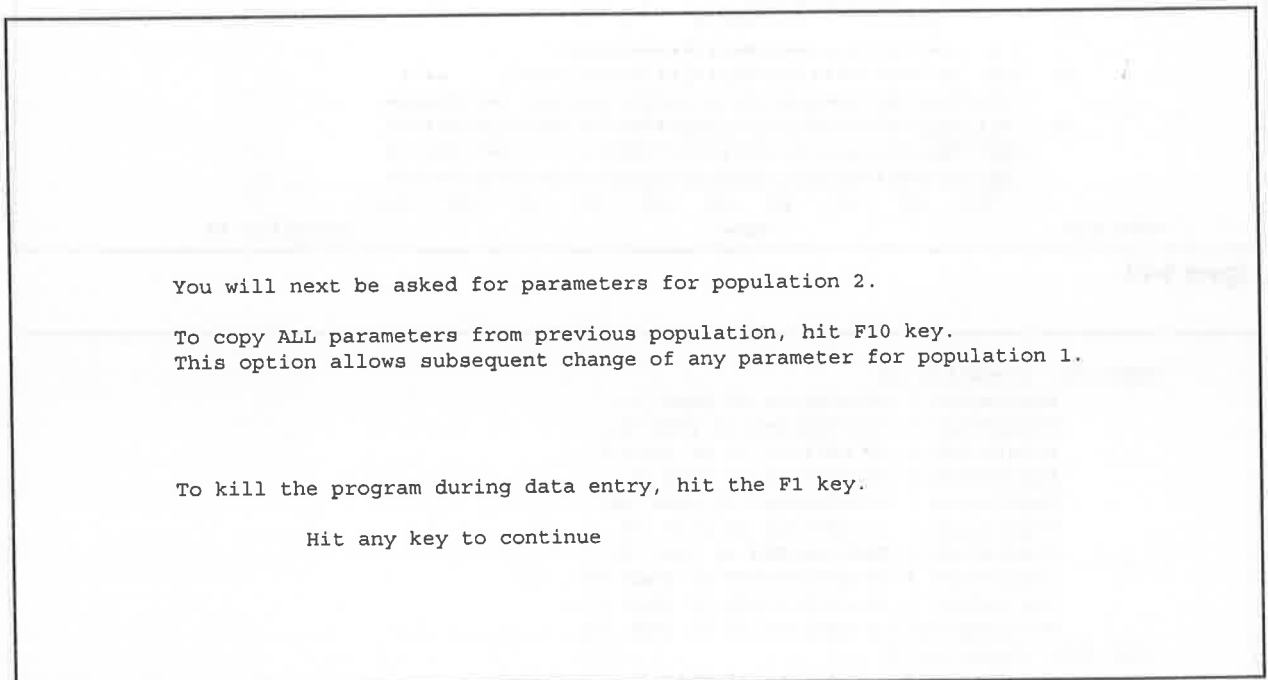 You will next be asked for parameters for population 2.
To copy ALL parameters from previous population, hit F10 key.
This option allows subsequent change of any parameter for population 1.
To kill the program during data entry, hit the F1 key.
Hit any key to continue